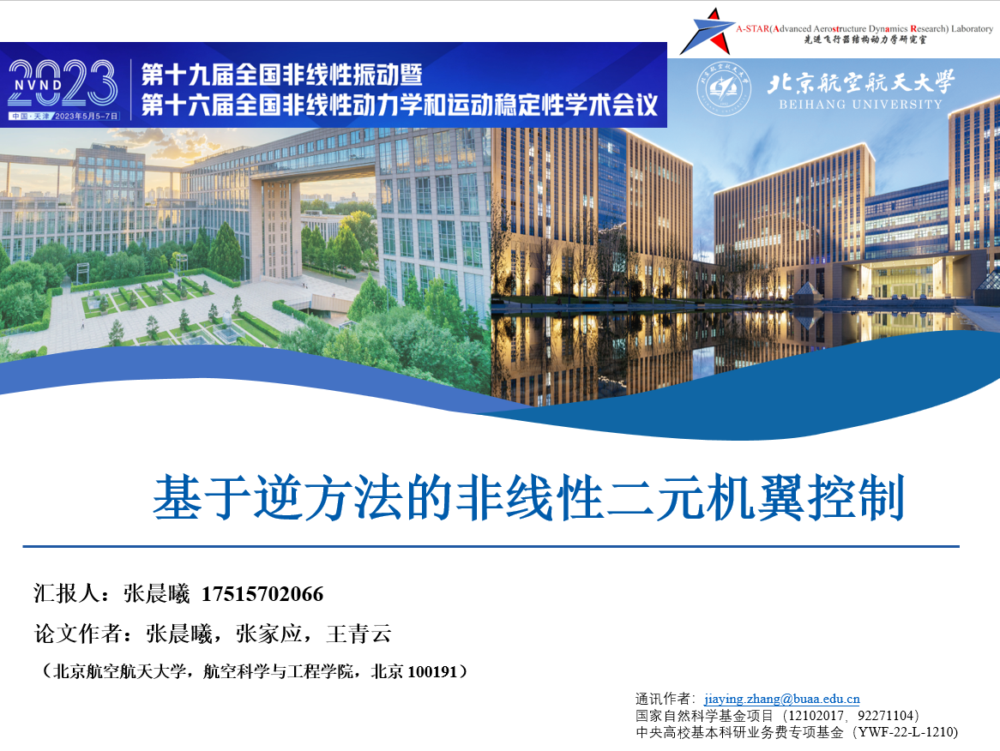 A-STAR(Advanced Aerostructure Dynamics Research) Laboratory
先进飞行器结构动力学研究室
2023
NVND
中国·天津 2023年5月5-7日
第十九届全国非线性振动暨
第十六届全国非线性动力学和运动稳定性学术会议
北京航空航天大学
BEIHANG UNIVERSITY
基于逆方法的非线性二元机翼控制
汇报人：张晨曦 17515702066
论文作者：张晨曦，张家应，王青云
（北京航空航天大学，航空科学与工程学院，北京 100191）
通讯作者：jiaying.zhang@buaa.edu.cn
国家自然科学基金项目（12102017，92271104）
中央高校基本科研业务费专项基金（YWF-22-L-1210)